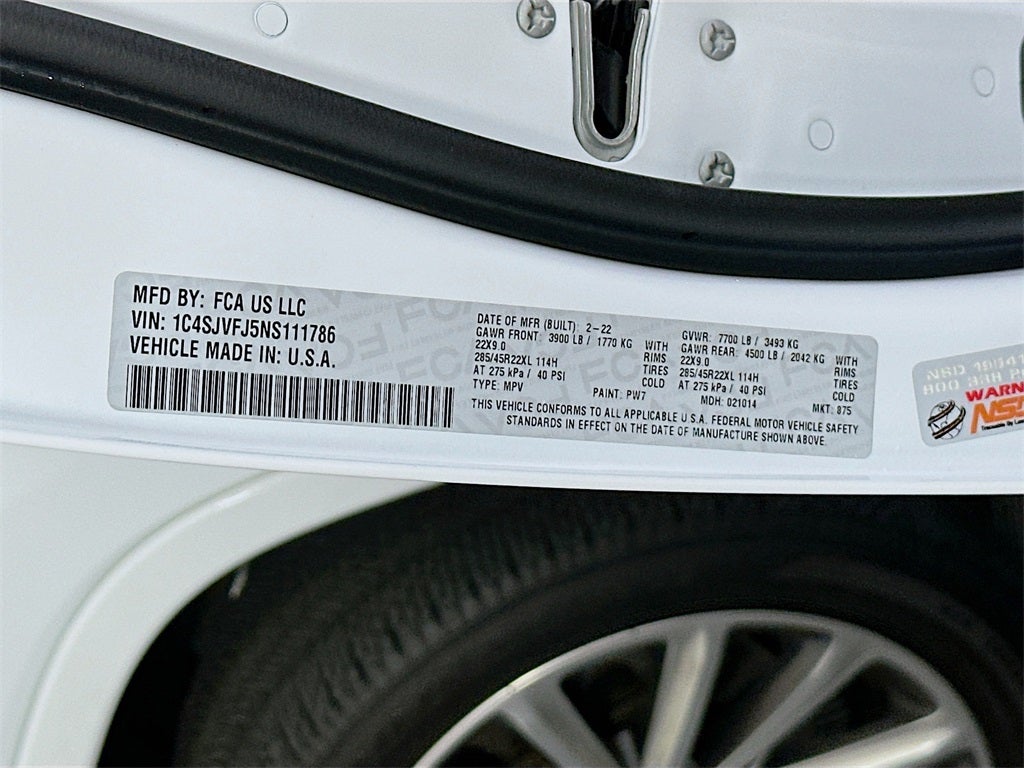 MFD BY: FCA US LLC
VIN: 1C4SJVFJ5NS111786
VEHICLE MADE IN: U.S.A.
DATE OF MFR (BUILT): 2-22
GAWR FRONT: 3900 LB / 1770 KG WITH
22X9.0 RIMS
285/45R22XL 114H TIRES
AT 275 kPa / 40 PSI COLD
TYPE: MPV PAINT: PW7
GVWR: 7700 LB / 3493 KG
GAWR REAR: 4500 LB / 2042 KG WITH
22X9.0 RIMS
285/45R22XL 114H TIRES
AT 275 kPa / 40 PSI COLD
MDH: 021014 MKT: 875
THIS VEHICLE CONFORMS TO ALL APPLICABLE U.S.A. FEDERAL MOTOR VEHICLE SAFETY
STANDARDS IN EFFECT ON THE DATE OF MANUFACTURE SHOWN ABOVE.
NSD
800 338
WARN
NSD